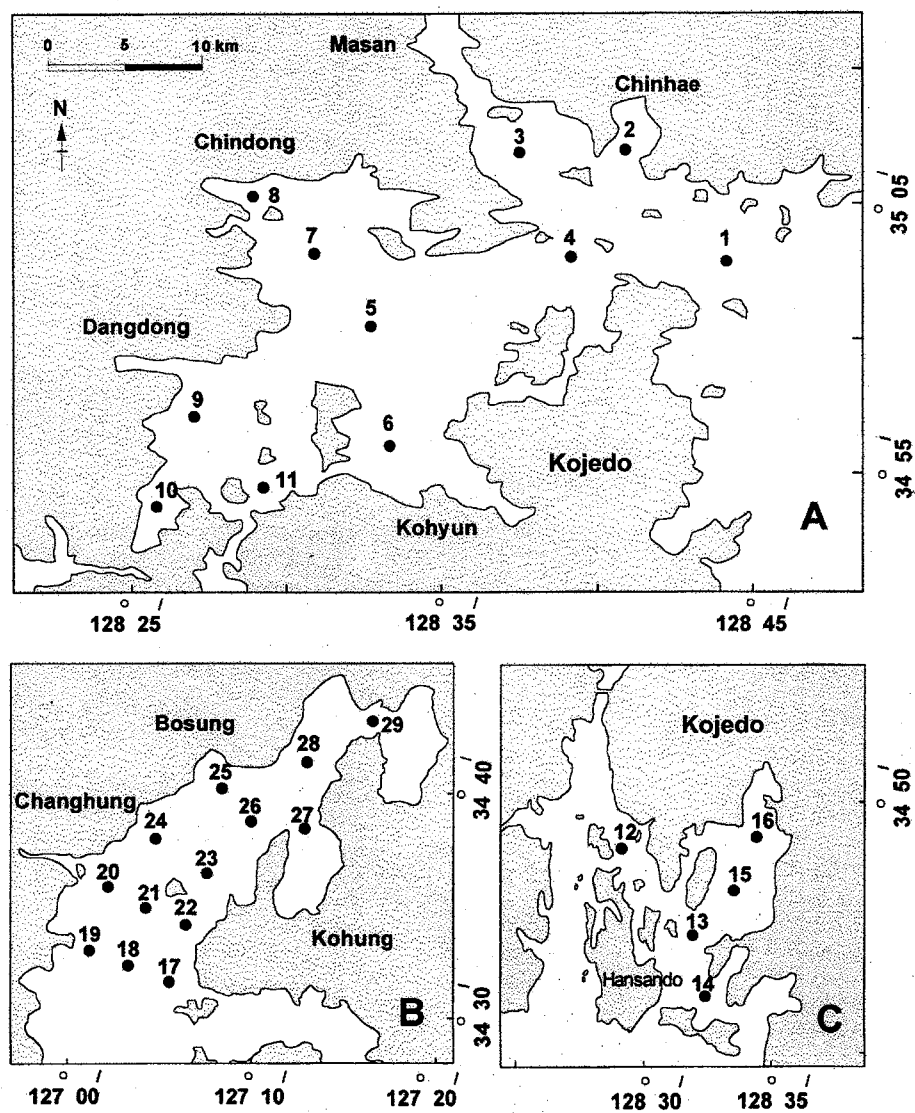 Masan
0 5 10 km
N
Chinhae
Chindong
3
2
8
7
4
1
35 05
5
Dangdong
9
6
Kojedo
10
11
Kohyun
34 55
A
128 25
128 35
128 45
Bosung
29
28
25
Changhung
26
27
24
34 40
23
20
21
22
19
18
17
Kohung
B
34 30
127 00
127 10
127 20
Kojedo
34 50
12
16
15
13
Hansando
14
C
128 30
128 35